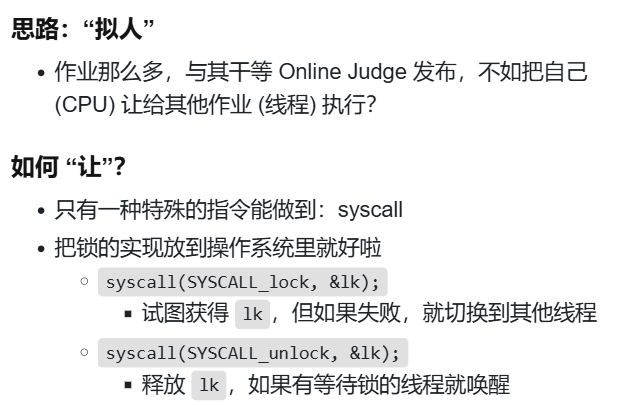 思路：“拟人”
• 作业那么多，与其干等 Online Judge 发布，不如把自己
(CPU) 让给其他作业 (线程) 执行？
如何 “让”？
• 只有一种特殊的指令能做到：syscall
• 把锁的实现放到操作系统里就好啦
◦ syscall(SYSCALL_lock, &lk);
▪ 试图获得 lk，但如果失败，就切换到其他线程
◦ syscall(SYSCALL_unlock, &lk);
▪ 释放 lk，如果有等待锁的线程就唤醒